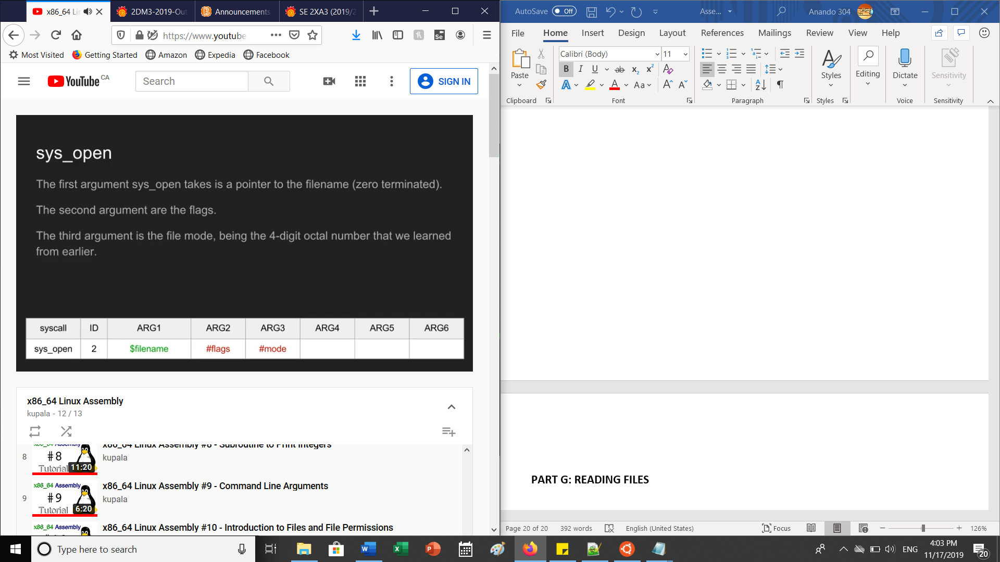 x86_64 Li
2DM3-2019-Out
Announcements
SE 2XA3 (2019/2
https://www.youtube
Most Visited
Getting Started
Amazon
Expedia
Facebook
YouTube CA
Search
SIGN IN
sys_open
The first argument sys_open takes is a pointer to the filename (zero terminated).
The second argument are the flags.
The third argument is the file mode, being the 4-digit octal number that we learned
from earlier.
syscall ID ARG1 ARG2 ARG3 ARG4 ARG5 ARG6
sys_open 2 $filename #flags #mode
x86_64 Linux Assembly
kupala - 12 / 13
8
x86_64 Assembly
#8
Tutorial
11:20
x86_64 Linux Assembly #8 - Subroutine to Print Integers
kupala
9
x86_64 Assembly
#9
Tutorial
6:20
x86_64 Linux Assembly #9 - Command Line Arguments
kupala
x86_64 Assembly
x86_64 Linux Assembly #10 - Introduction to Files and File Permissions
AutoSave Off
Asse...
Anando 304
File Home Insert Design Layout References Mailings Review View Help
Paste
Clipboard
Calibri (Body) 11
B I U ab x₂ x²
A A Aa A A
Font
Paragraph
Styles
Styles
Editing
Dictate
Voice
Sensitivity
Sensitivity
PART G: READING FILES
Page 20 of 20 392 words English (United States) Focus 126%
Type here to search
ENG
4:03 PM
11/17/2019
20